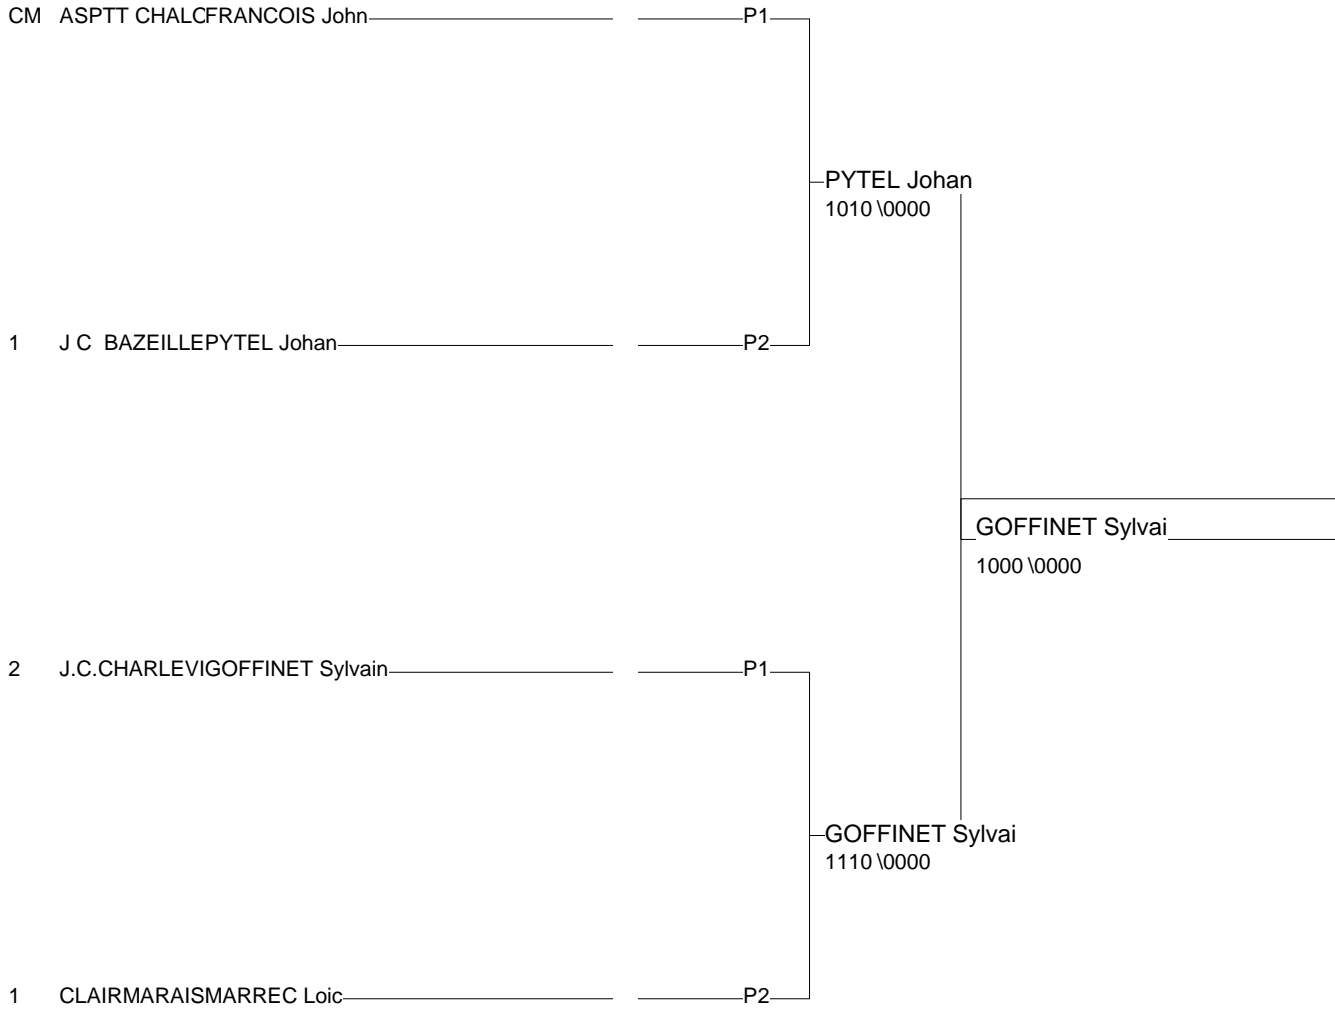 CM ASPTT CHALCFRANCOIS John P1
PYTEL Johan
1010 \0000
1 J C BAZEILLEPYTEL Johan P2
GOFFINET Sylvai
1000 \0000
2 J.C.CHARLEVIGOFFINET Sylvain P1
GOFFINET Sylvai
1110 \0000
1 CLAIRMARAISMARREC Loic P2